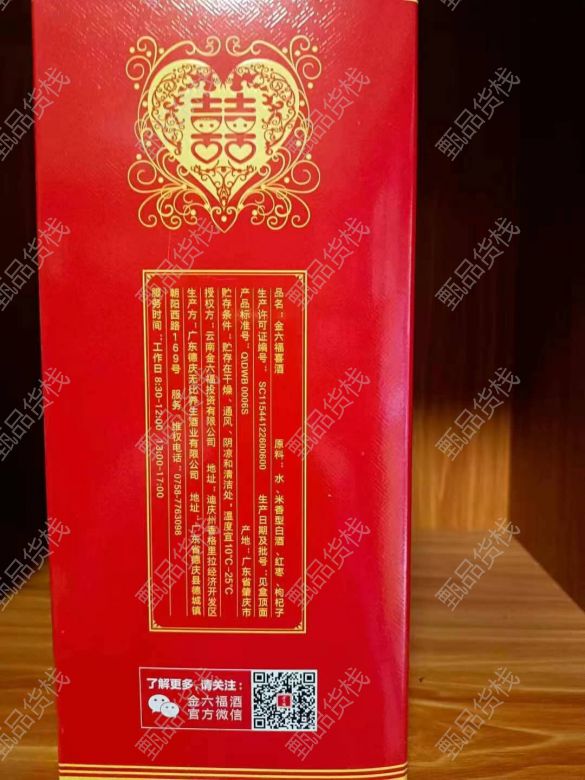 囍
品名：金六福喜酒 原料：水、米香型白酒、红枣、枸杞子
生产许可证编号：SC11544122600800 生产日期及批号：见盒顶面
产品标准号：Q\DWB 0006S 产地：广东省肇庆市
贮存条件：贮存在干燥、通风、阴凉和清洁处，温度宜10℃-25℃
授权方：云南金六福投资有限公司 地址：迪庆州香格里拉经济开发区
生产方：广东德庆无比养生酒业有限公司 地址：广东省德庆县德城镇
朝阳西路169号 服务/维权电话：0758-7763098
服务时间：工作日8:30-12:00 13:00-17:00
了解更多，请关注：
金六福酒
官方微信
甄品货栈